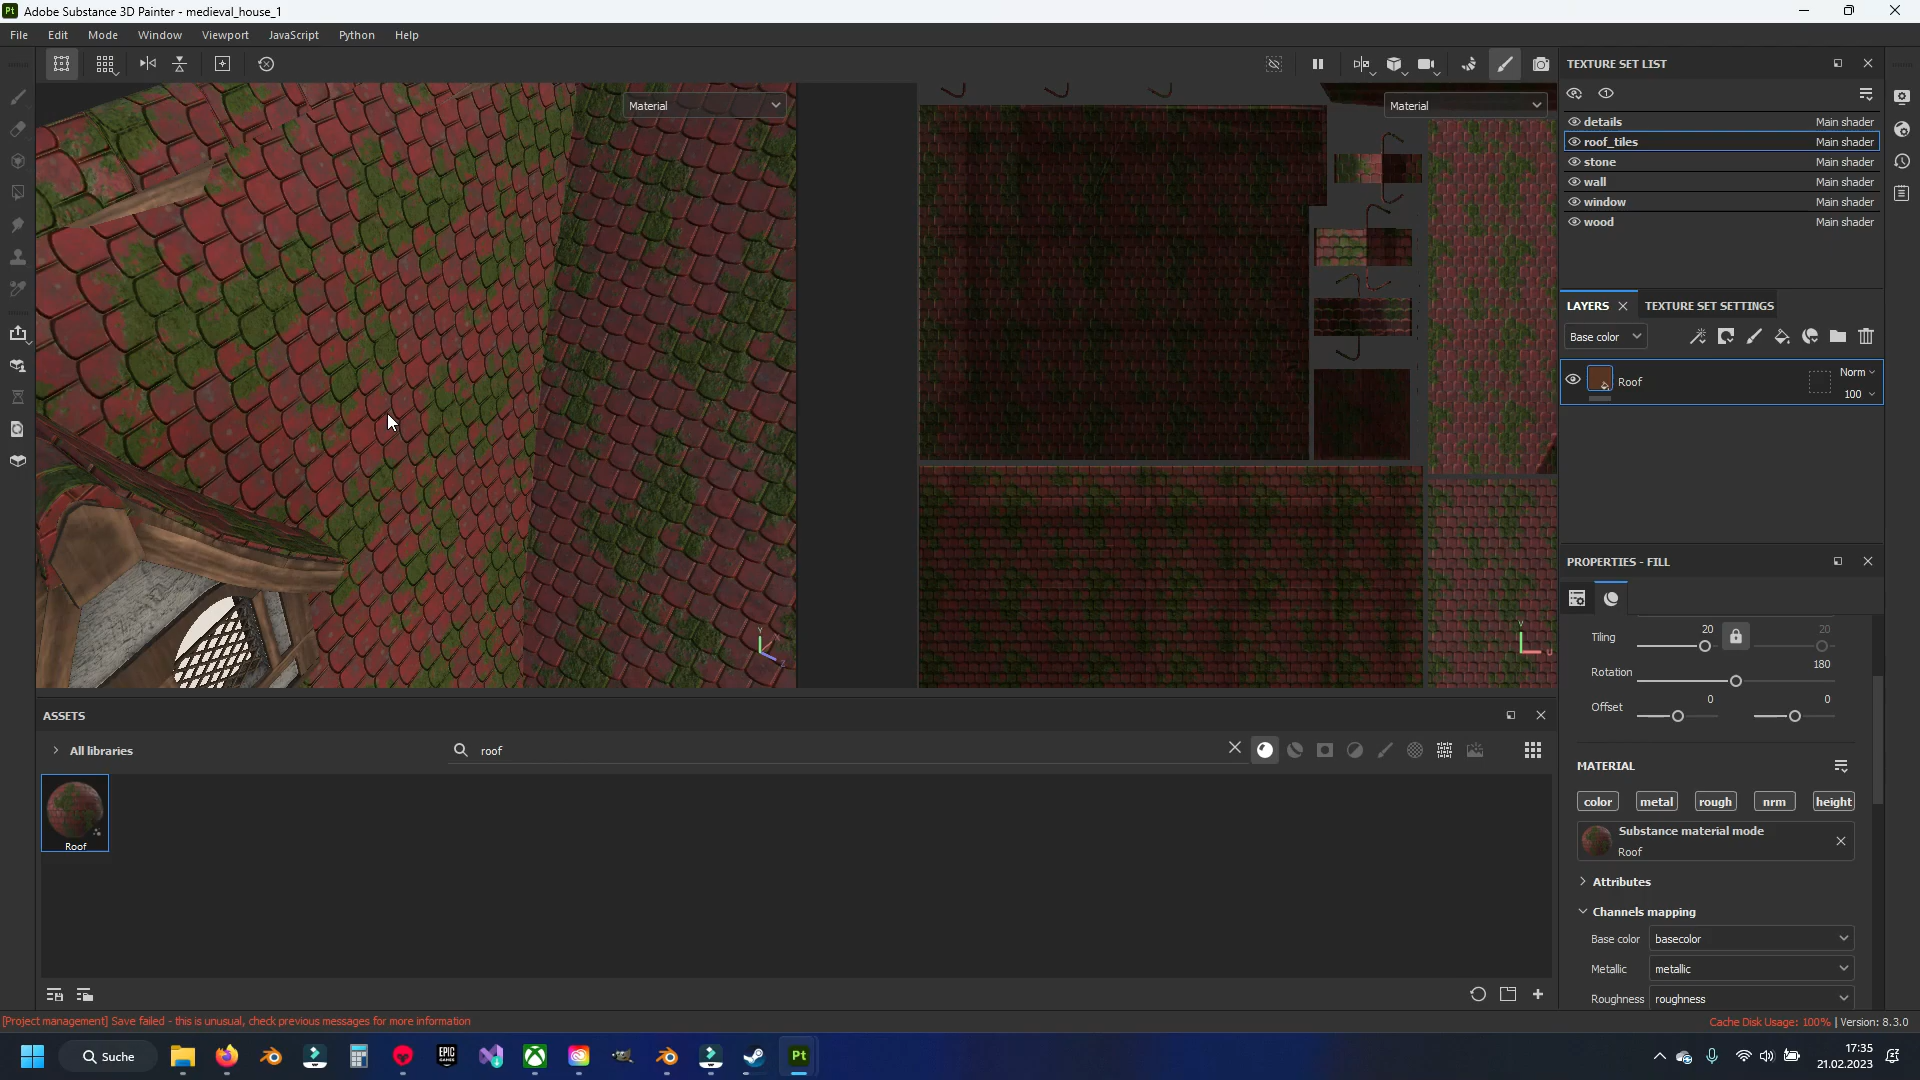 Adobe Substance 3D Painter - medieval_house_1
File Edit Mode Window Viewport JavaScript Python Help
Material
Material
TEXTURE SET LIST
details Main shader
roof_tiles Main shader
stone Main shader
wall Main shader
window Main shader
wood Main shader
LAYERS TEXTURE SET SETTINGS
Base color
Roof
Norm
100
PROPERTIES - FILL
Tiling 20 20
Rotation 180
Offset 0 0
MATERIAL
color metal rough nrm height
Substance material mode
Roof
Attributes
Channels mapping
Base color basecolor
Metallic metallic
Roughness roughness
ASSETS
All libraries
roof
Roof
[Project management] Save failed - this is unusual, check previous messages for more information
Cache Disk Usage: 100% | Version: 8.3.0
Suche
EPIC
GAMES
Pt
17:35
21.02.2023